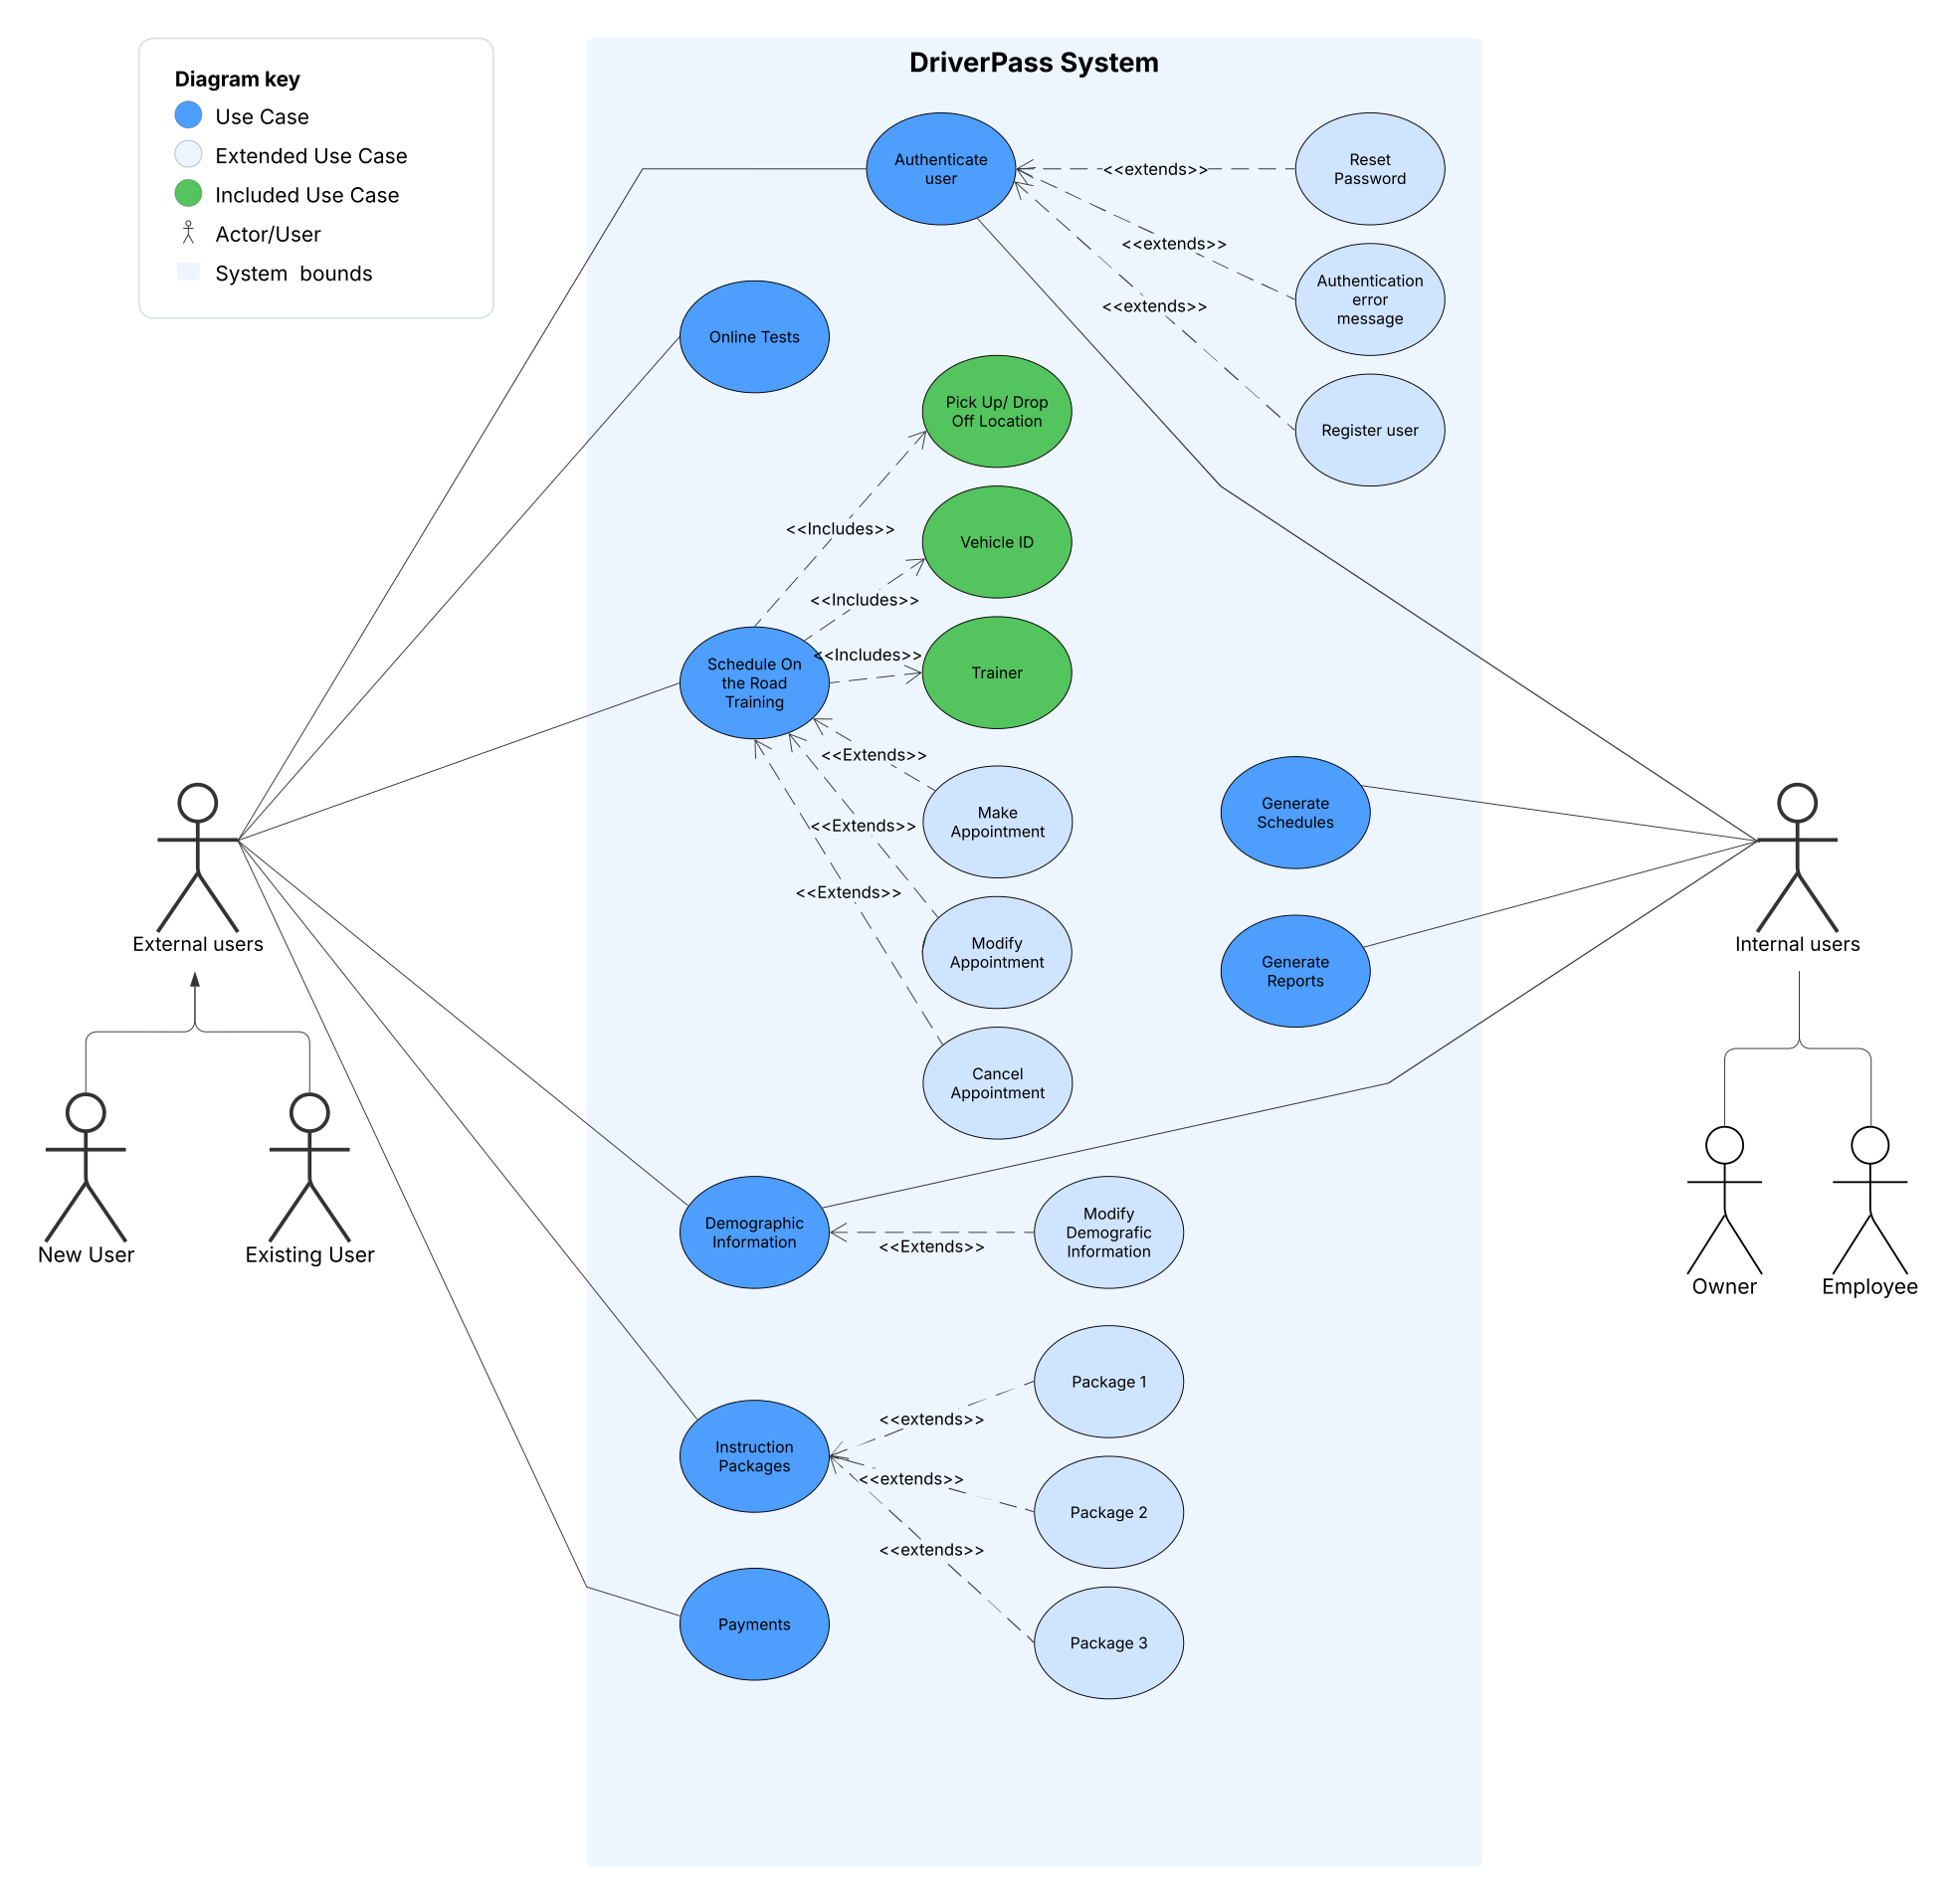 Diagram key
Use Case
Extended Use Case
Included Use Case
Actor/User
System bounds
DriverPass System
Authenticate
user
<<extends>>
Reset
Password
<<extends>>
Authentication
error
message
<<extends>>
Register user
Online Tests
Pick Up/ Drop
Off Location
<<Includes>>
Vehicle ID
<<Includes>>
Schedule On
the Road
Training
<<Includes>>
Trainer
<<Extends>>
Make
Appointment
<<Extends>>
Modify
Appointment
<<Extends>>
Cancel
Appointment
Generate
Schedules
Generate
Reports
External users
New User
Existing User
Internal users
Owner
Employee
Demographic
Information
<<Extends>>
Modify
Demografic
Information
Instruction
Packages
<<extends>>
Package 1
<<extends>>
Package 2
<<extends>>
Package 3
Payments